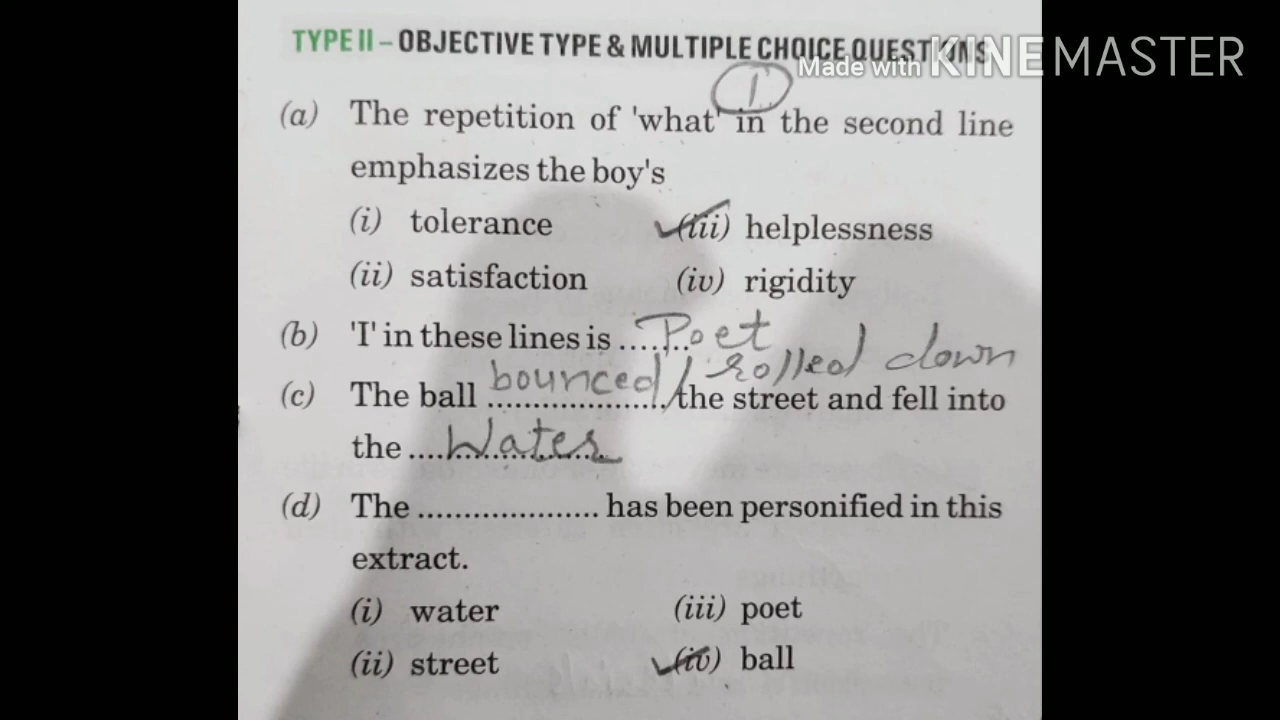 TYPE II – OBJECTIVE TYPE & MULTIPLE CHOICE QUESTIONS
Made with KINEMASTER
1
(a) The repetition of 'what' in the second line
emphasizes the boy's
(i) tolerance (iii) helplessness
(ii) satisfaction (iv) rigidity
(b) 'I' in these lines is ....... Poet
bounced / rolled down
(c) The ball .................... the street and fell into
the .................... Water
(d) The .................... has been personified in this
extract.
(i) water (iii) poet
(ii) street (iv) ball